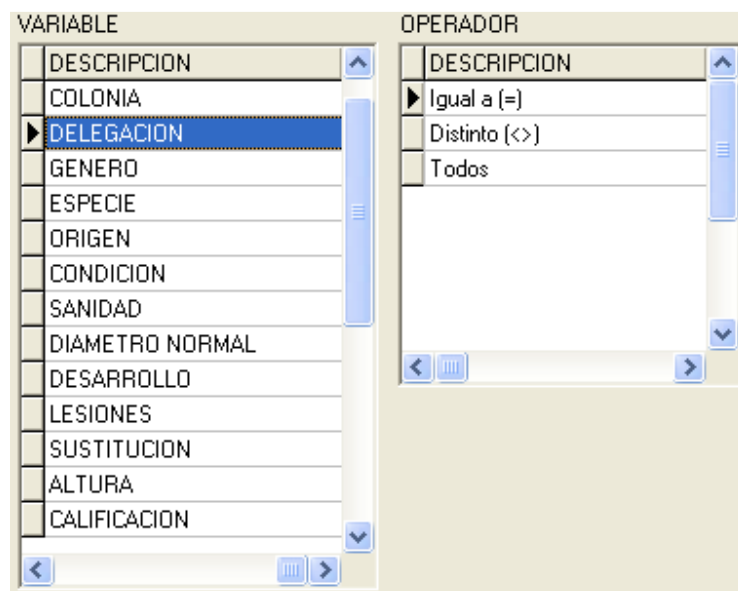 VARIABLE
DESCRIPCION
COLONIA
DELEGACION
GENERO
ESPECIE
ORIGEN
CONDICION
SANIDAD
DIAMETRO NORMAL
DESARROLLO
LESIONES
SUSTITUCION
ALTURA
CALIFICACION
OPERADOR
DESCRIPCION
Igual a (=)
Distinto (<>)
Todos